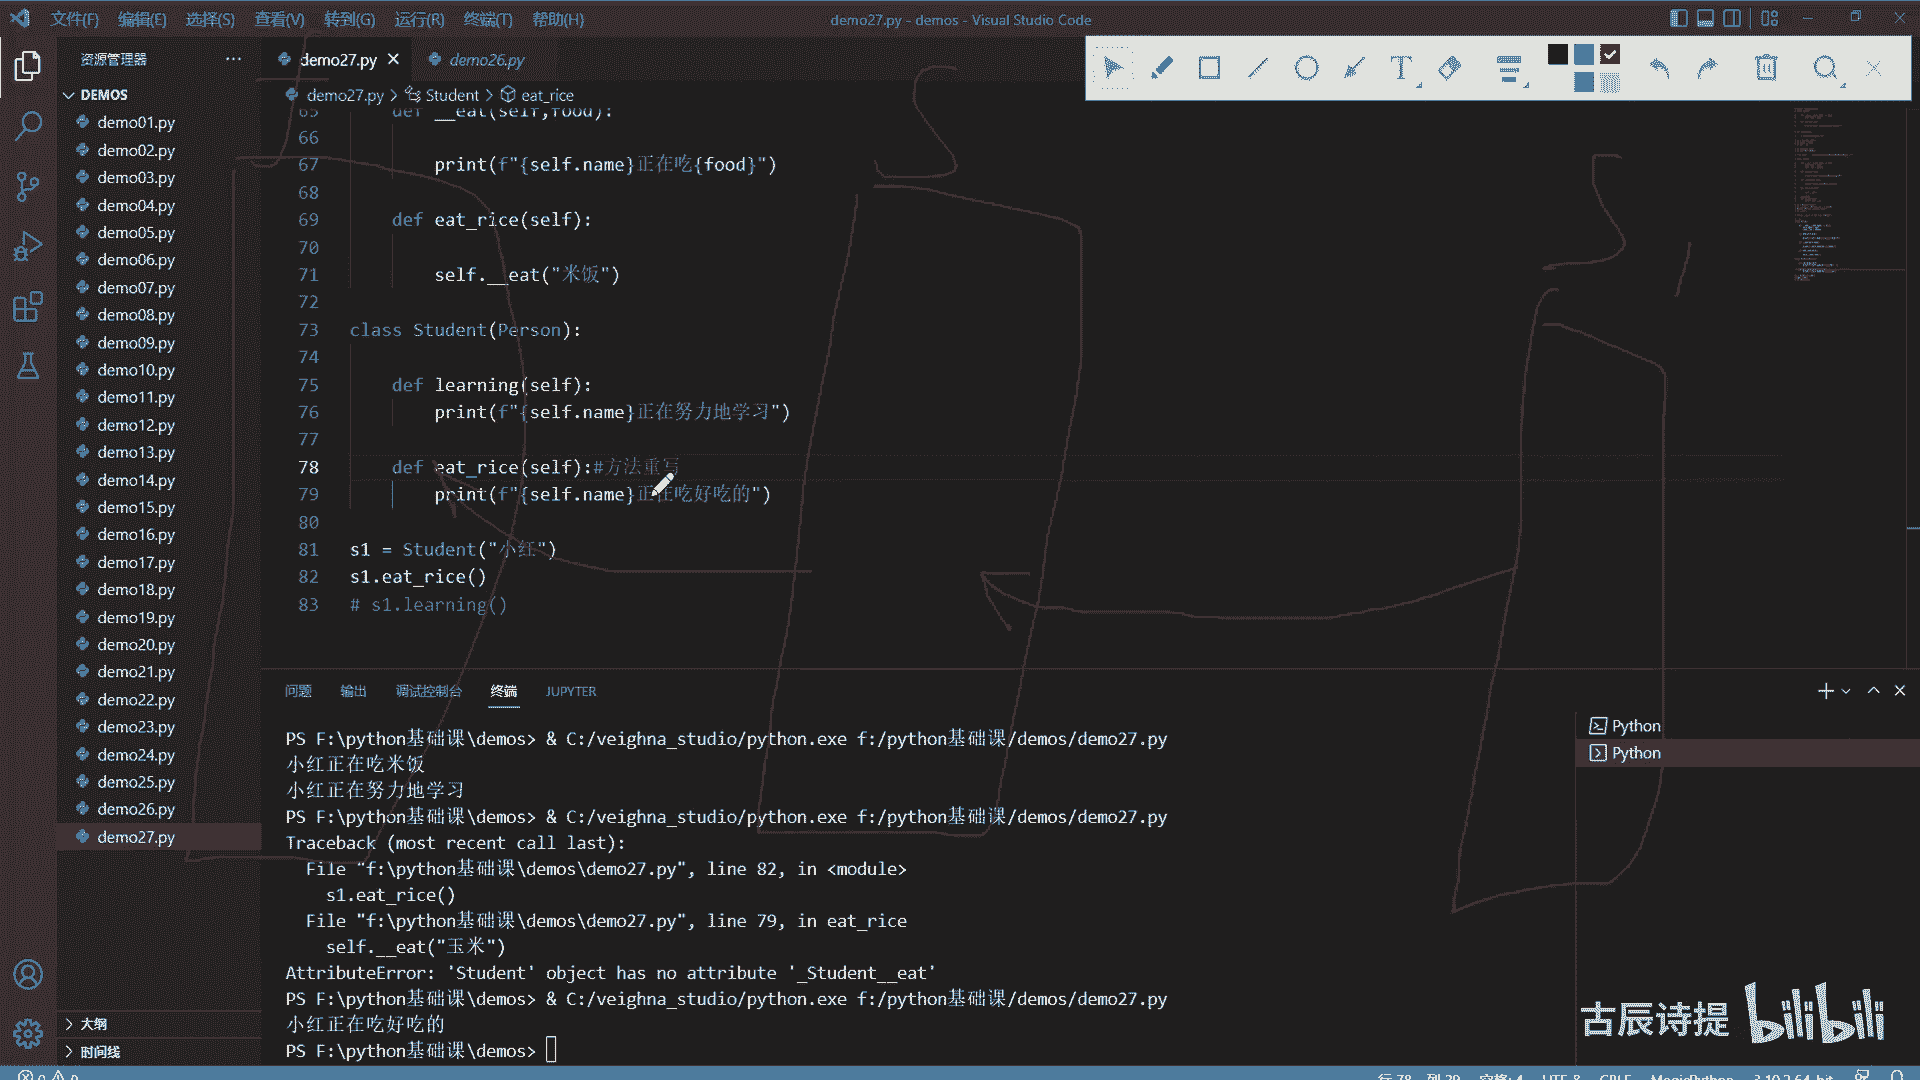 文件(F) 编辑(E) 选择(S) 查看(V) 转到(G) 运行(R) 终端(T) 帮助(H) demo27.py - demos - Visual Studio Code
资源管理器 ···
demo27.py demo26.py
DEMOS
demo27.py > Student > eat_rice
demo01.py
demo02.py
demo03.py
demo04.py
demo05.py
demo06.py
demo07.py
demo08.py
demo09.py
demo10.py
demo11.py
demo12.py
demo13.py
demo14.py
demo15.py
demo16.py
demo17.py
demo18.py
demo19.py
demo20.py
demo21.py
demo22.py
demo23.py
demo24.py
demo25.py
demo26.py
demo27.py
大纲
时间线
65 def __eat(self,food):
66
67 print(f"{self.name}正在吃{food}")
68
69 def eat_rice(self):
70
71 self.__eat("米饭")
72
73 class Student(Person):
74
75 def learning(self):
76 print(f"{self.name}正在努力地学习")
77
78 def eat_rice(self):#方法重写
79 print(f"{self.name}正在吃好吃的")
80
81 s1 = Student("小红")
82 s1.eat_rice()
83 # s1.learning()
问题 输出 调试控制台 终端 JUPYTER
PS F:\python基础课\demos> & C:/veighna_studio/python.exe f:/python基础课/demos/demo27.py
小红正在吃米饭
小红正在努力地学习
PS F:\python基础课\demos> & C:/veighna_studio/python.exe f:/python基础课/demos/demo27.py
Traceback (most recent call last):
File "f:\python基础课\demos\demo27.py", line 82, in <module>
s1.eat_rice()
File "f:\python基础课\demos\demo27.py", line 79, in eat_rice
self.__eat("玉米")
AttributeError: 'Student' object has no attribute '_Student__eat'
PS F:\python基础课\demos> & C:/veighna_studio/python.exe f:/python基础课/demos/demo27.py
小红正在吃好吃的
PS F:\python基础课\demos>
Python
Python
古辰诗提 bilibili
行 78, 列 29 空格: 4 UTF-8 CRLF MagicPython 3.10.2 64-bit